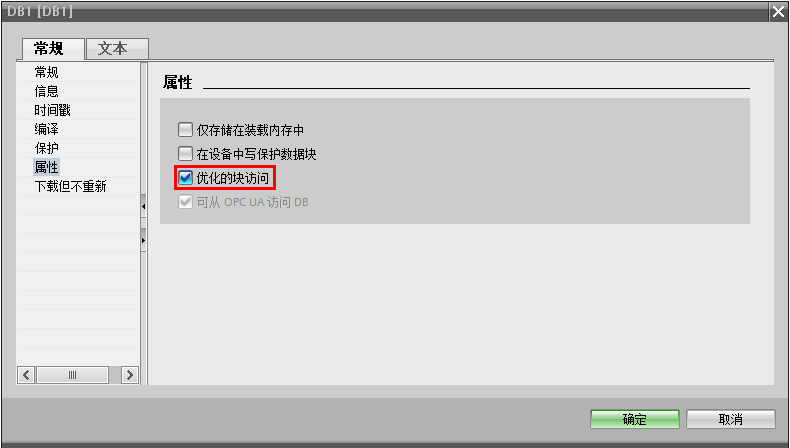 DB1 [DB1]
常规
文本
常规
信息
时间戳
编译
保护
属性
下载但不重新
属性
仅存储在装载内存中
在设备中写保护数据块
优化的块访问
可从 OPC UA 访问 DB
确定
取消